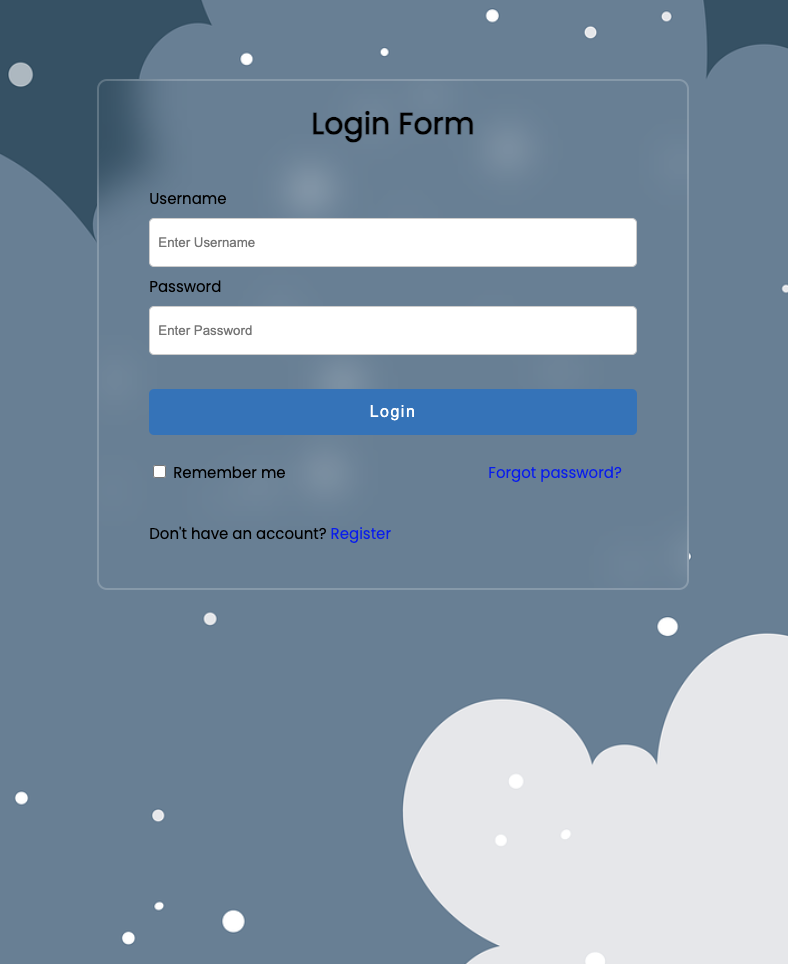 Login Form
Username
Enter Username
Password
Enter Password
Login
Remember me Forgot password?
Don't have an account? Register